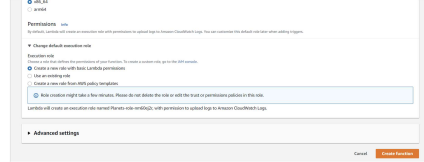 x86_64
arm64
Permissions Info
By default, Lambda will create an execution role with permissions to upload logs to Amazon CloudWatch Logs. You can customize this default role later when adding triggers.
Change default execution role
Execution role
Choose a role that defines the permissions of your function. To create a custom role, go to the IAM console.
Create a new role with basic Lambda permissions
Use an existing role
Create a new role from AWS policy templates
Role creation might take a few minutes. Please do not delete the role or edit the trust or permissions policies in this role.
Lambda will create an execution role named with permission to upload logs to Amazon CloudWatch Logs.
Advanced settings
Cancel
Create function